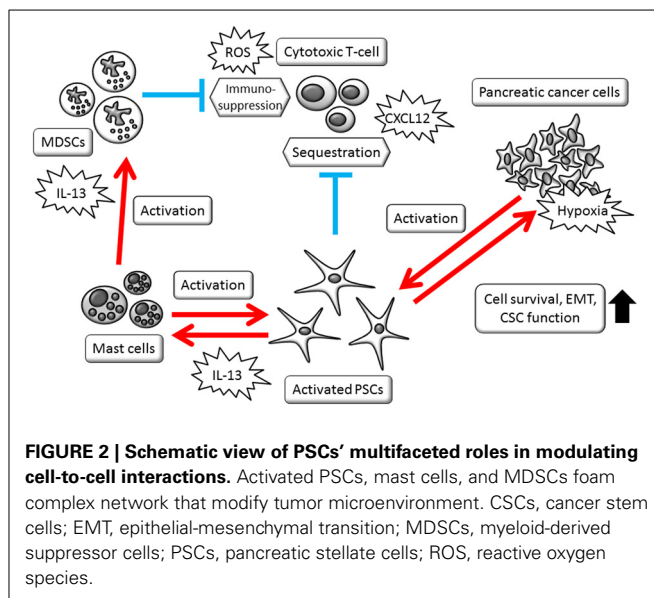 ROS
Cytotoxic T-cell
Immuno-
suppression
CXCL12
Pancreatic cancer cells
MDSCs
Sequestration
IL-13
Activation
Activation
Hypoxia
Activation
Cell survival, EMT,
CSC function
Mast cells
IL-13
Activated PSCs
FIGURE 2 | Schematic view of PSCs' multifaceted roles in modulating
cell-to-cell interactions. Activated PSCs, mast cells, and MDSCs foam
complex network that modify tumor microenvironment. CSCs, cancer stem
cells; EMT, epithelial-mesenchymal transition; MDSCs, myeloid-derived
suppressor cells; PSCs, pancreatic stellate cells; ROS, reactive oxygen
species.